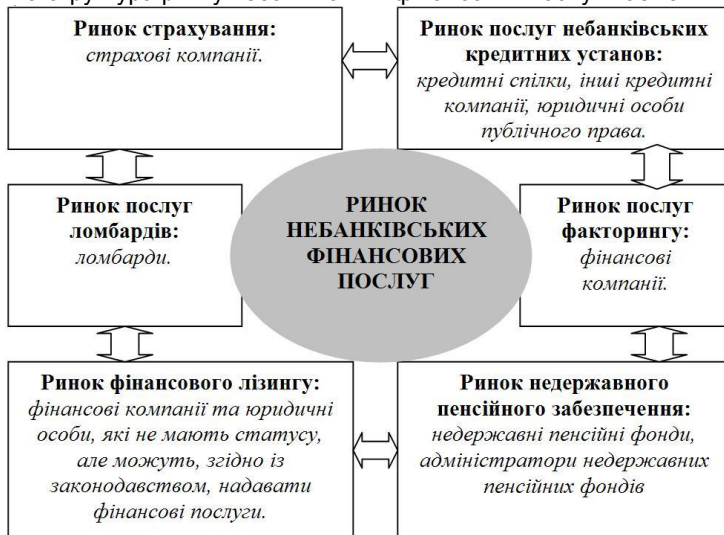 Ринок страхування:
страхові компанії.
Ринок послуг небанківських
кредитних установ:
кредитні спілки, інші кредитні
компанії, юридичні особи
публічного права.
Ринок послуг
ломбардів:
ломбарди.
РИНОК
НЕБАНКІВСЬКИХ
ФІНАНСОВИХ
ПОСЛУГ
Ринок послуг
факторингу:
фінансові
компанії.
Ринок фінансового лізингу:
фінансові компанії та юридичні
особи, які не мають статусу,
але можуть, згідно із
законодавством, надавати
фінансові послуги.
Ринок недержавного
пенсійного забезпечення:
недержавні пенсійні фонди,
адміністратори недержавних
пенсійних фондів